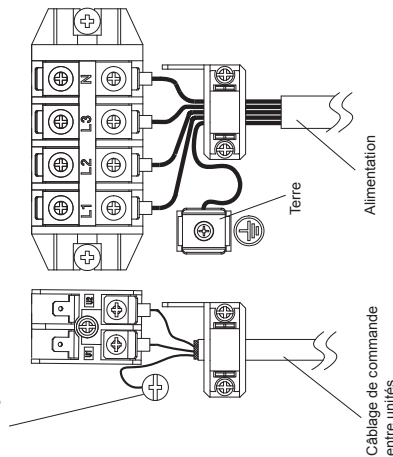 L1
L2
L3
N
U1
U2
Terre
Alimentation
Câblage de commande
entre unités